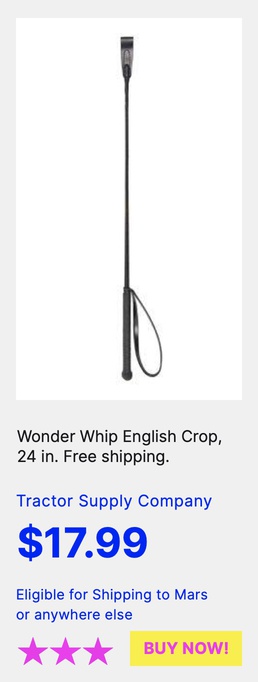 Wonder Whip English Crop,
24 in. Free shipping.
Tractor Supply Company
$17.99
Eligible for Shipping to Mars
or anywhere else
BUY NOW!